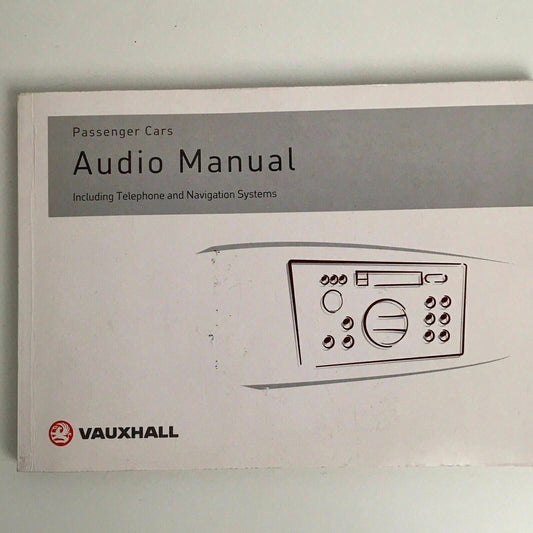 Passenger Cars
Audio Manual
Including Telephone and Navigation Systems
VAUXHALL